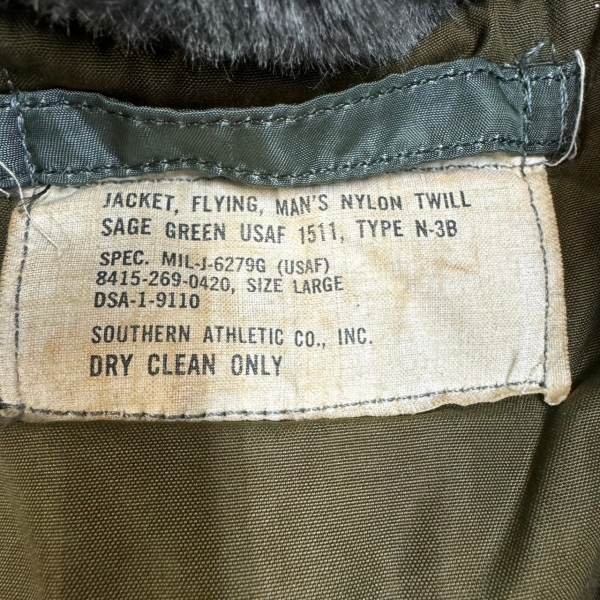 JACKET, FLYING, MAN'S NYLON TWILL
SAGE GREEN USAF 1511, TYPE N-3B
SPEC. MIL-J-6279G (USAF)
8415-269-0420, SIZE LARGE
DSA-1-9110
SOUTHERN ATHLETIC CO., INC.
DRY CLEAN ONLY